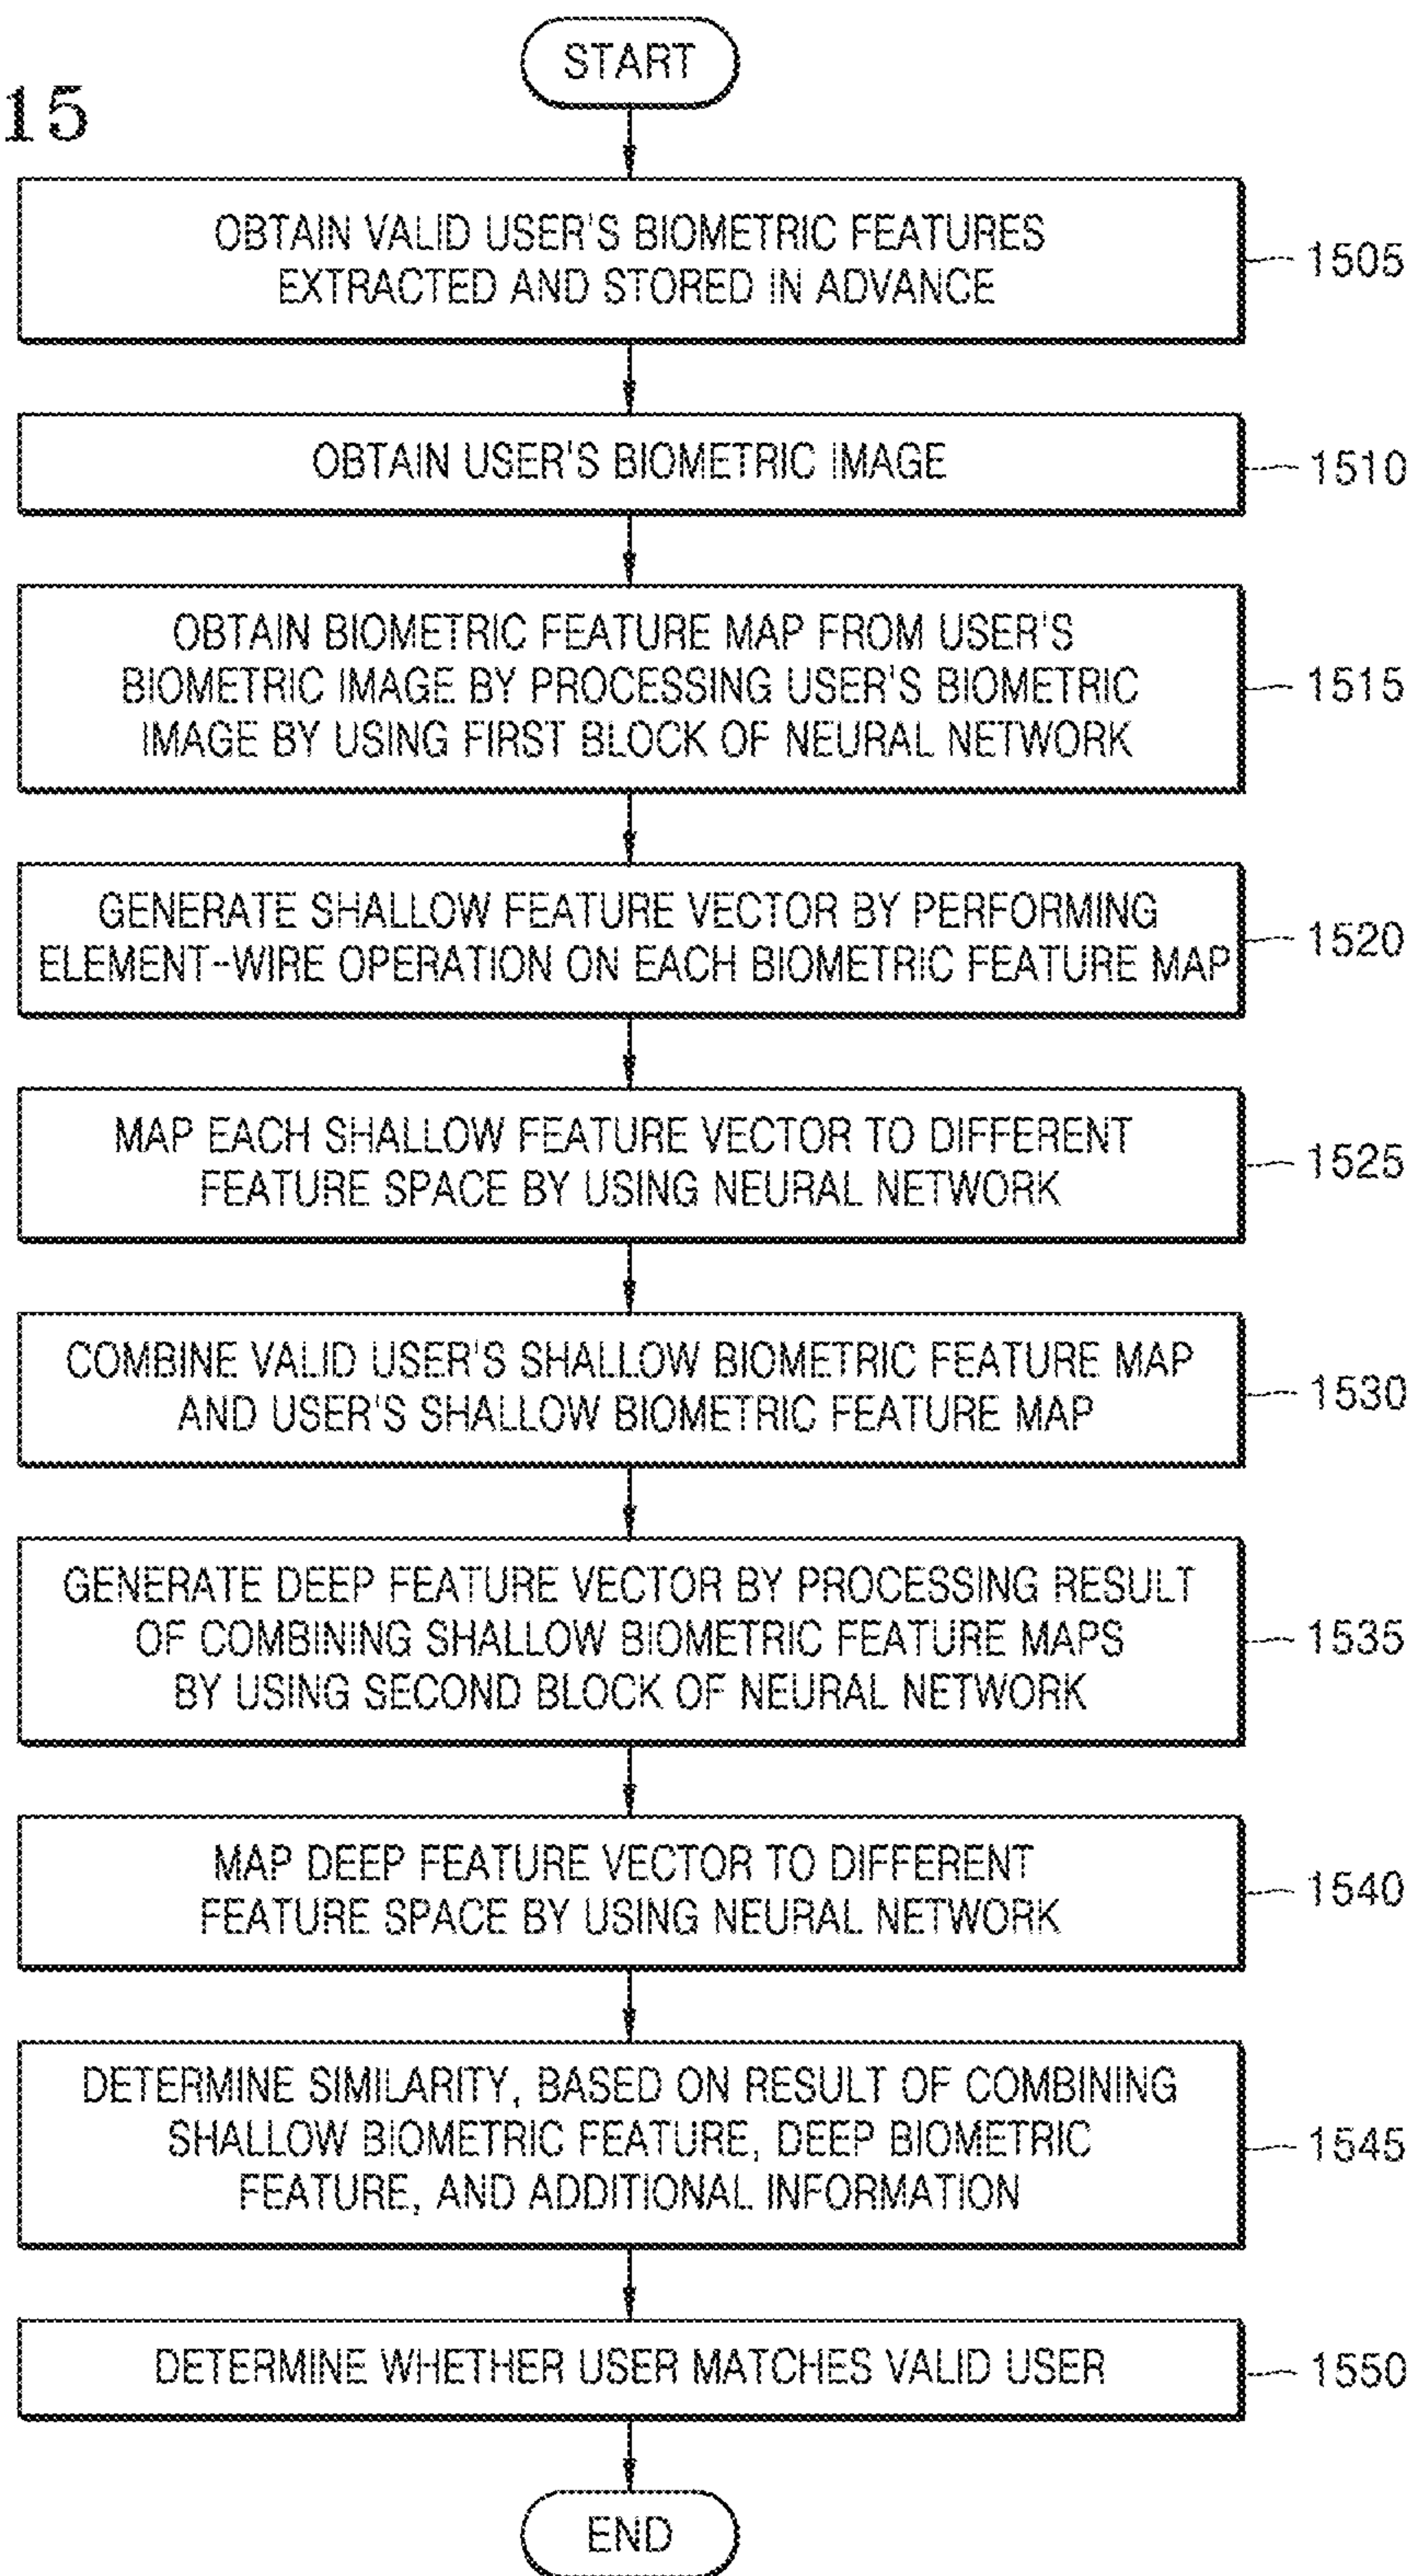 START
15
OBTAIN VALID USER'S BIOMETRIC FEATURES
EXTRACTED AND STORED IN ADVANCE
1505
OBTAIN USER'S BIOMETRIC IMAGE
1510
OBTAIN BIOMETRIC FEATURE MAP FROM USER'S
BIOMETRIC IMAGE BY PROCESSING USER'S BIOMETRIC
IMAGE BY USING FIRST BLOCK OF NEURAL NETWORK
1515
GENERATE SHALLOW FEATURE VECTOR BY PERFORMING
ELEMENT-WIRE OPERATION ON EACH BIOMETRIC FEATURE MAP
1520
MAP EACH SHALLOW FEATURE VECTOR TO DIFFERENT
FEATURE SPACE BY USING NEURAL NETWORK
1525
COMBINE VALID USER'S SHALLOW BIOMETRIC FEATURE MAP
AND USER'S SHALLOW BIOMETRIC FEATURE MAP
1530
GENERATE DEEP FEATURE VECTOR BY PROCESSING RESULT
OF COMBINING SHALLOW BIOMETRIC FEATURE MAPS
BY USING SECOND BLOCK OF NEURAL NETWORK
1535
MAP DEEP FEATURE VECTOR TO DIFFERENT
FEATURE SPACE BY USING NEURAL NETWORK
1540
DETERMINE SIMILARITY, BASED ON RESULT OF COMBINING
SHALLOW BIOMETRIC FEATURE, DEEP BIOMETRIC
FEATURE, AND ADDITIONAL INFORMATION
1545
DETERMINE WHETHER USER MATCHES VALID USER
1550
END